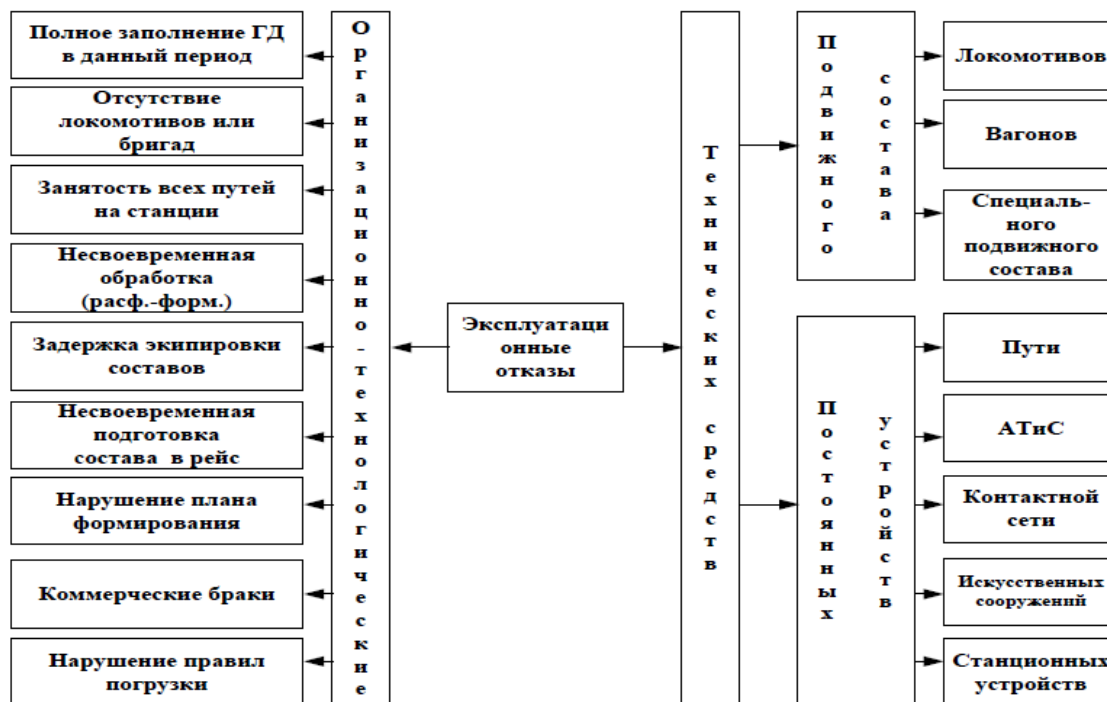 Полное заполнение ГД
в данный период
Отсутствие
локомотивов или
бригад
Занятость всех путей
на станции
Несвоевременная
обработка
(расф.-форм.)
Задержка экипировки
составов
Несвоевременная
подготовка
состава в рейс
Нарушение плана
формирования
Коммерческие браки
Нарушение правил
погрузки
Организационно-технологические
Эксплуатаци
онные
отказы
Технических средств
Подвижного
состава
Локомотивов
Вагонов
Специаль-
ного
подвижного
состава
Постоянных
устройств
Пути
АТиС
Контактной
сети
Искусственных
сооружений
Станционных
устройств